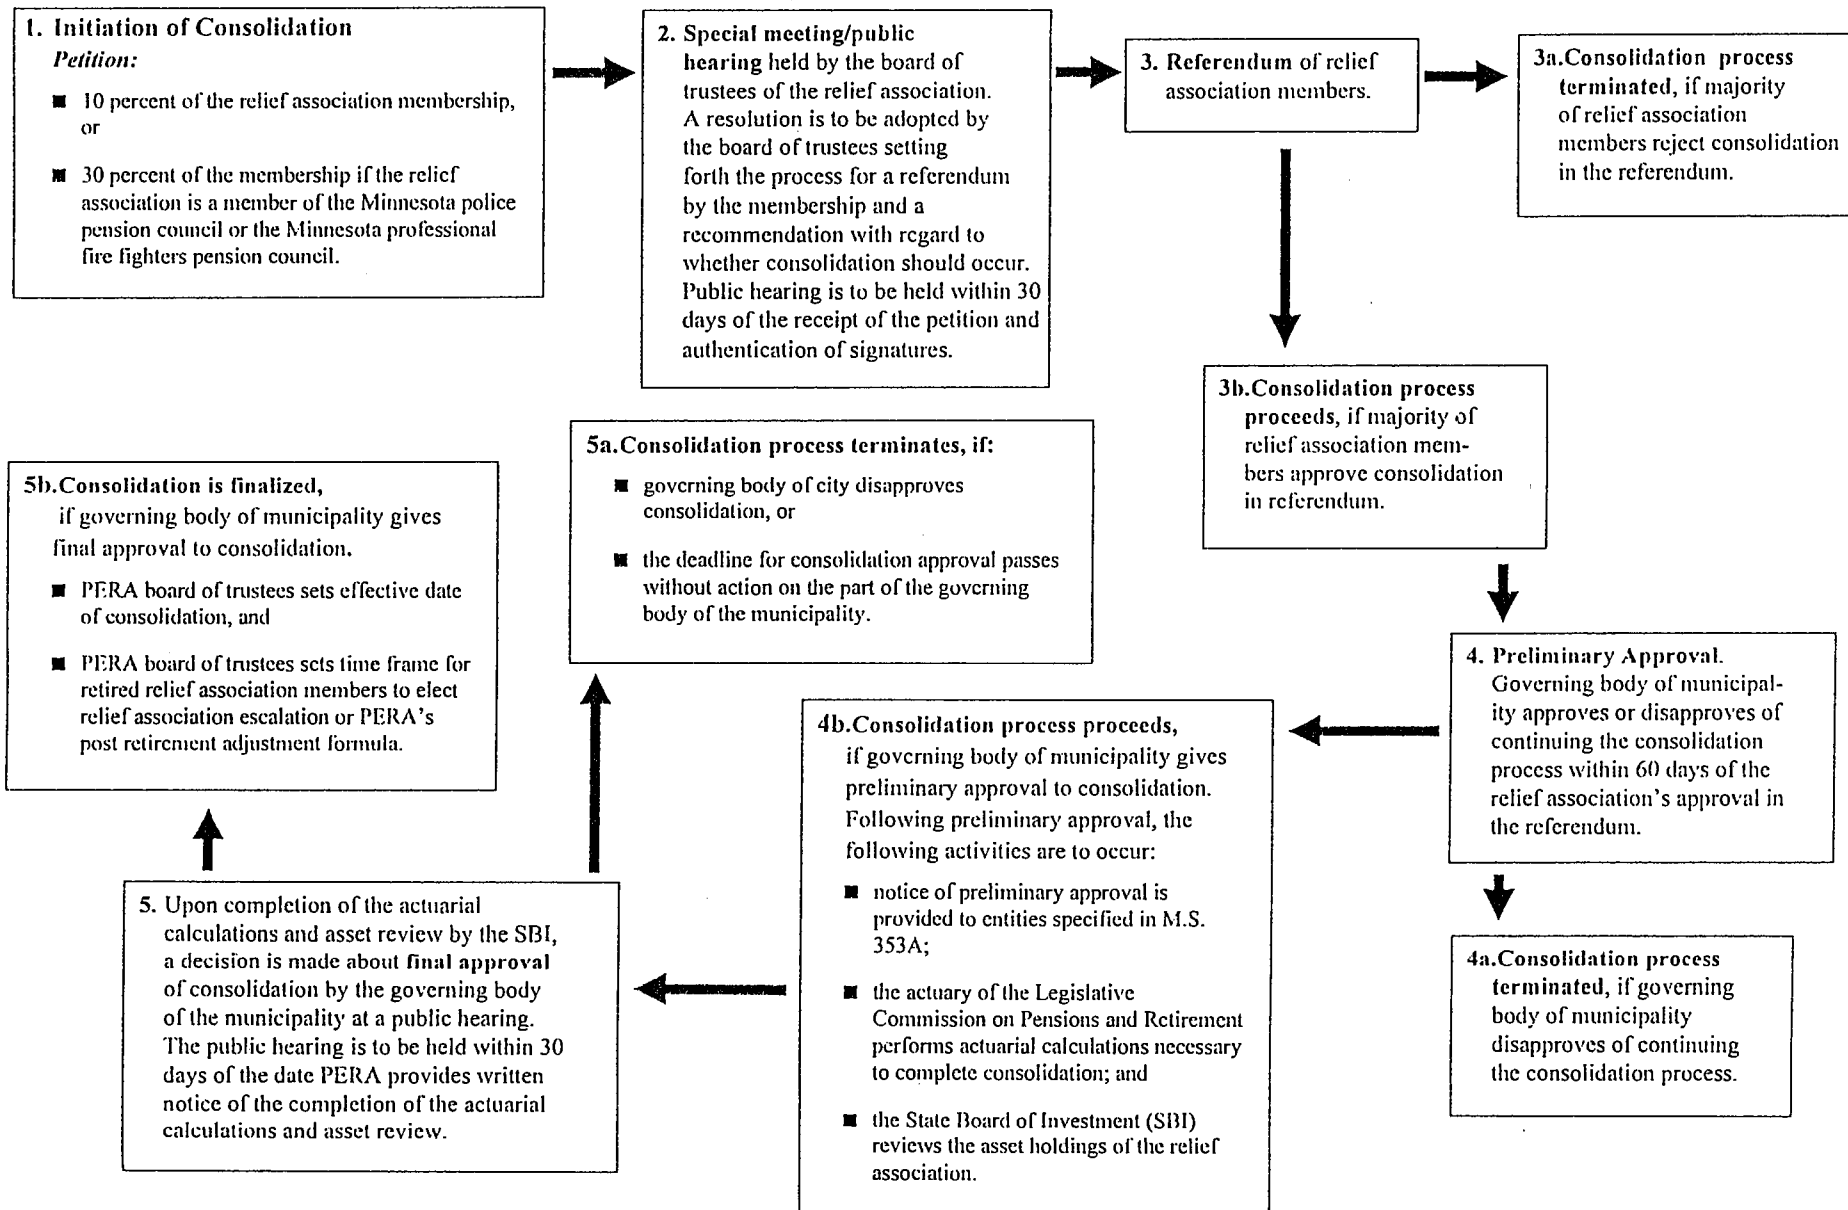 1. Initiation of Consolidation
Petition:
■ 10 percent of the relief association membership,
or
■ 30 percent of the membership if the relief
association is a member of the Minnesota police
pension council or the Minnesota professional
fire fighters pension council.
2. Special meeting/public
hearing held by the board of
trustees of the relief association.
A resolution is to be adopted by
the board of trustees setting
forth the process for a referendum
by the membership and a
recommendation with regard to
whether consolidation should occur.
Public hearing is to be held within 30
days of the receipt of the petition and
authentication of signatures.
3. Referendum of relief
association members.
3a.Consolidation process
terminated, if majority
of relief association
members reject consolidation
in the referendum.
3b.Consolidation process
proceeds, if majority of
relief association mem-
bers approve consolidation
in referendum.
4. Preliminary Approval.
Governing body of municipal-
ity approves or disapproves of
continuing the consolidation
process within 60 days of the
relief association's approval in
the referendum.
4a.Consolidation process
terminated, if governing
body of municipality
disapproves of continuing
the consolidation process.
4b.Consolidation process proceeds,
if governing body of municipality gives
preliminary approval to consolidation.
Following preliminary approval, the
following activities are to occur:
■ notice of preliminary approval is
provided to entities specified in M.S.
353A;
■ the actuary of the Legislative
Commission on Pensions and Retirement
performs actuarial calculations necessary
to complete consolidation; and
■ the State Board of Investment (SBI)
reviews the asset holdings of the relief
association.
5. Upon completion of the actuarial
calculations and asset review by the SBI,
a decision is made about final approval
of consolidation by the governing body
of the municipality at a public hearing.
The public hearing is to be held within 30
days of the date PERA provides written
notice of the completion of the actuarial
calculations and asset review.
5a.Consolidation process terminates, if:
■ governing body of city disapproves
consolidation, or
■ the deadline for consolidation approval passes
without action on the part of the governing
body of the municipality.
5b.Consolidation is finalized,
if governing body of municipality gives
final approval to consolidation.
■ PERA board of trustees sets effective date
of consolidation, and
■ PERA board of trustees sets time frame for
retired relief association members to elect
relief association escalation or PERA's
post retirement adjustment formula.